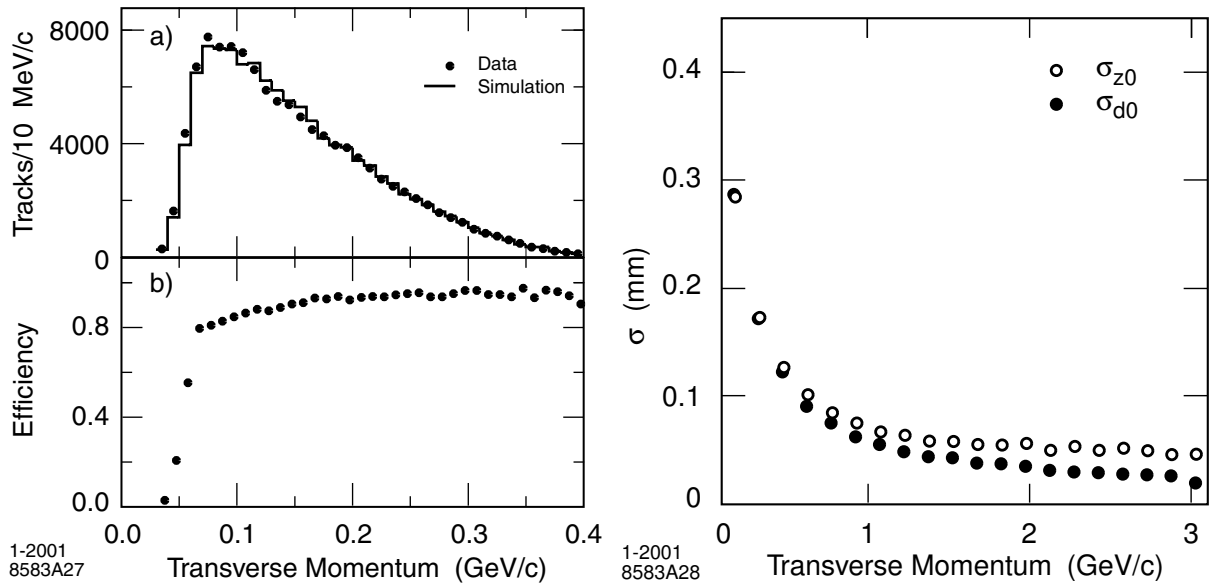 8000
a)
Tracks/10 MeV/c
Data
Simulation
4000
0
b)
0.8
Efficiency
0.4
0.0
0.0 0.1 0.2 0.3 0.4
Transverse Momentum (GeV/c)
1-2001
8583A27
0.4
σz0
σd0
0.3
σ (mm)
0.2
0.1
0
0 1 2 3
Transverse Momentum (GeV/c)
1-2001
8583A28